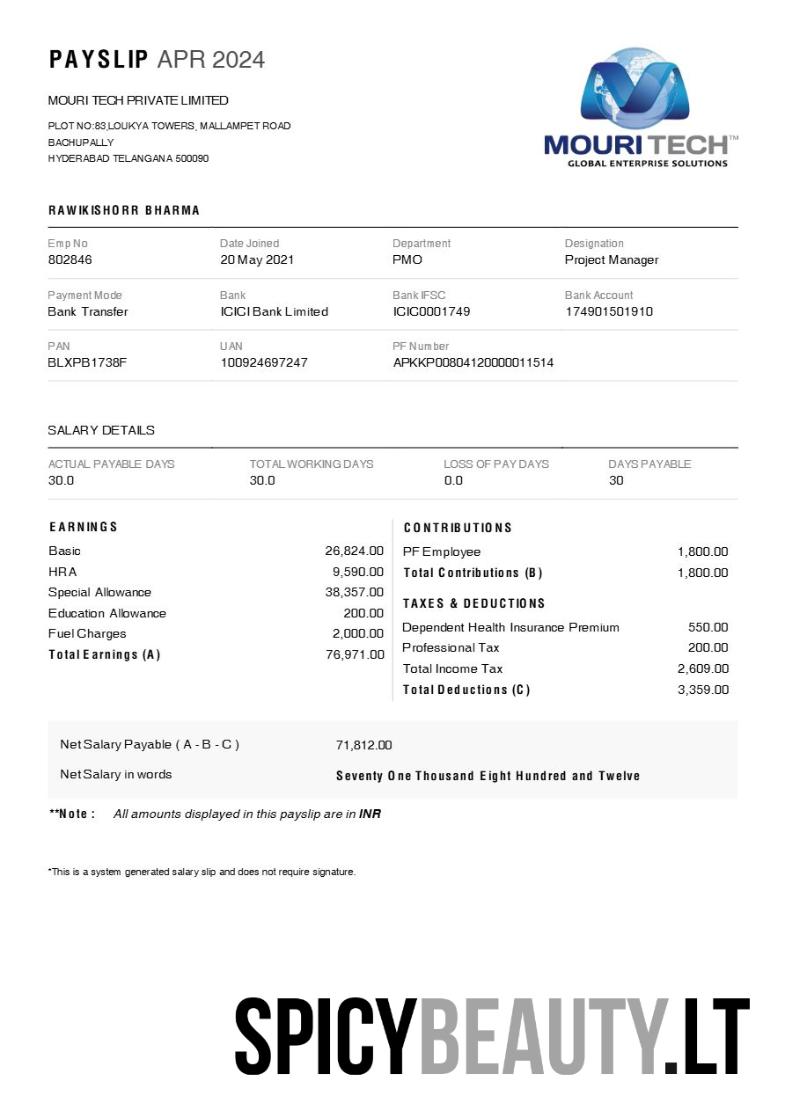 PAYSLIP APR 2024
MOURI TECH PRIVATE LIMITED
PLOT NO:83,LOUKYA TOWERS, MALLAMPET ROAD
BACHUPALLY
HYDERABAD TELANGANA 500090
MOURI TECH™
GLOBAL ENTERPRISE SOLUTIONS
RAWIKISHORR BHARMA
Emp No Date Joined Department Designation
802846 20 May 2021 PMO Project Manager
Payment Mode Bank Bank IFSC Bank Account
Bank Transfer ICICI Bank Limited ICIC0001749 174901501910
PAN UAN PF Number
BLXPB1738F 100924697247 APKKP00804120000011514
SALARY DETAILS
ACTUAL PAYABLE DAYS TOTAL WORKING DAYS LOSS OF PAY DAYS DAYS PAYABLE
30.0 30.0 0.0 30
EARNINGS
Basic 26,824.00
HRA 9,590.00
Special Allowance 38,357.00
Education Allowance 200.00
Fuel Charges 2,000.00
Total Earnings (A) 76,971.00
CONTRIBUTIONS
PF Employee 1,800.00
Total Contributions (B) 1,800.00
TAXES & DEDUCTIONS
Dependent Health Insurance Premium 550.00
Professional Tax 200.00
Total Income Tax 2,609.00
Total Deductions (C) 3,359.00
Net Salary Payable ( A - B - C ) 71,812.00
Net Salary in words Seventy One Thousand Eight Hundred and Twelve
**Note : All amounts displayed in this payslip are in INR
*This is a system generated salary slip and does not require signature.
SPICYBEAUTY.LT